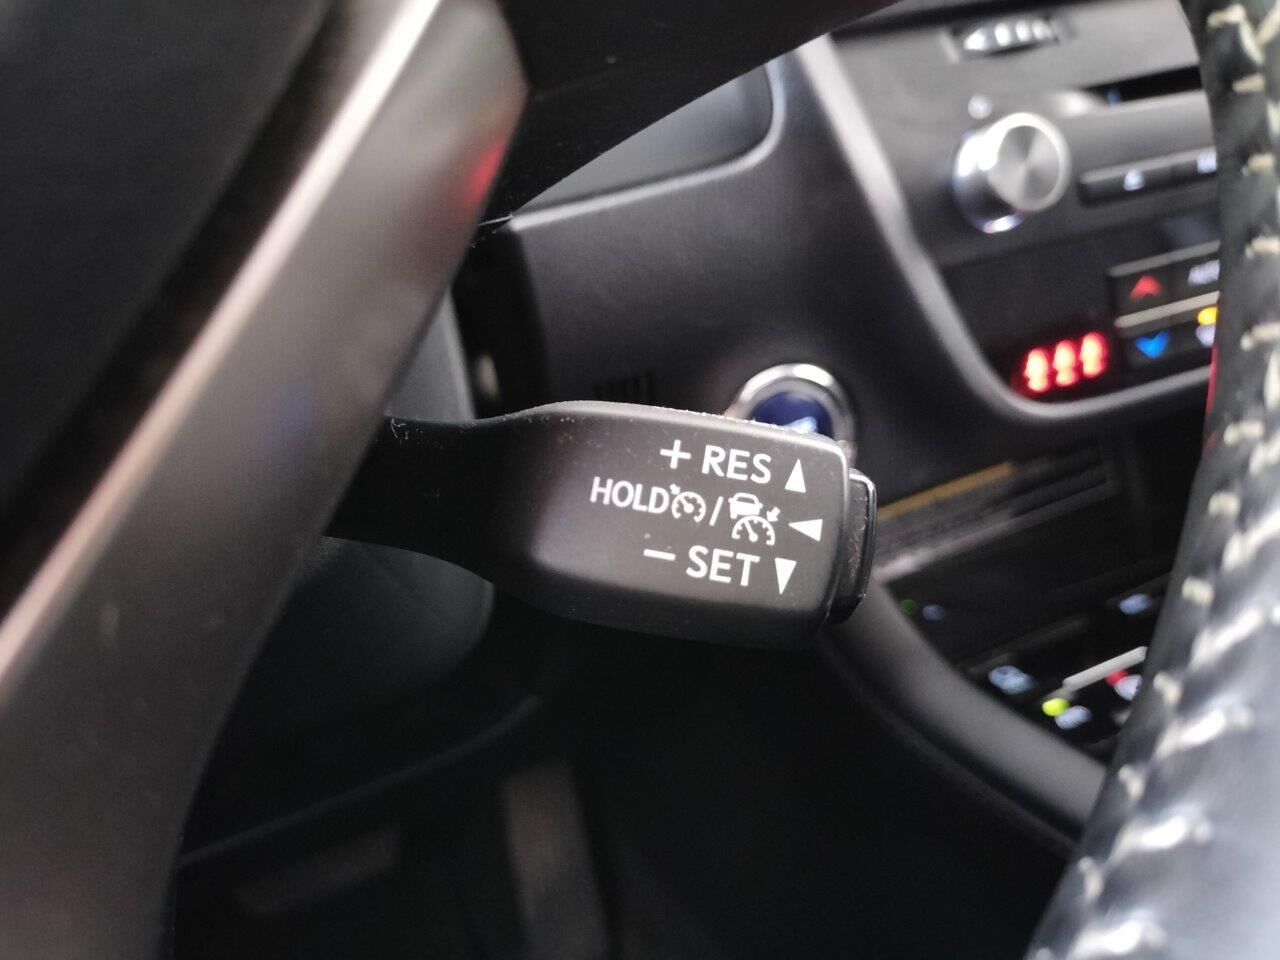 + RES ▲
HOLD / ◀
− SET ▼